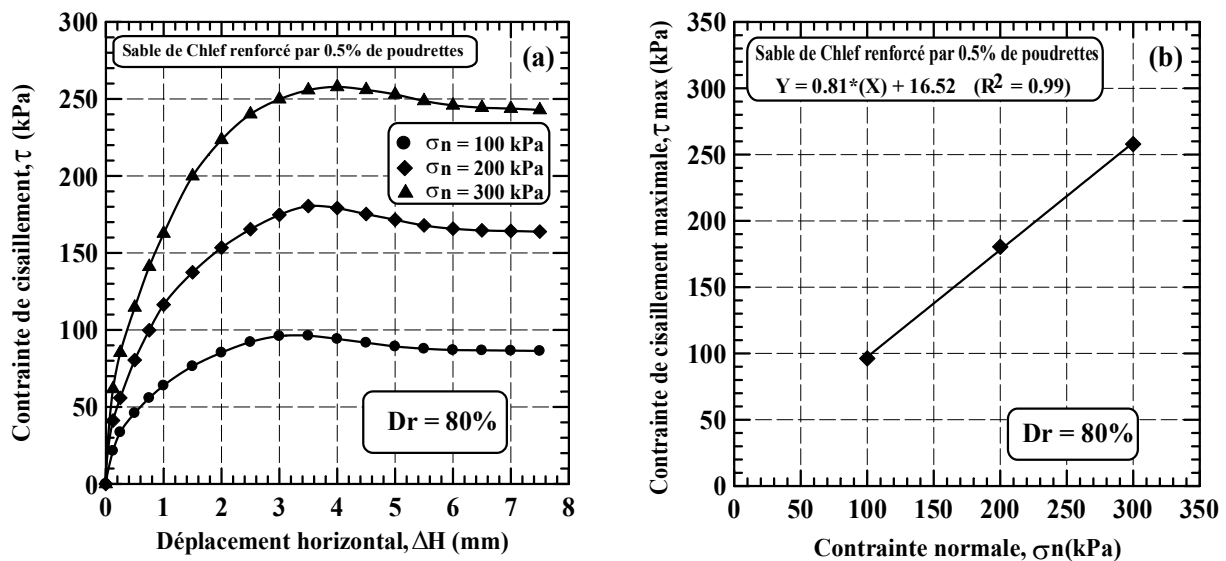 Sable de Chlef renforcé par 0.5% de poudrettes
(a)
σn = 100 kPa
σn = 200 kPa
σn = 300 kPa
Dr = 80%
Contrainte de cisaillement, τ (kPa)
300
250
200
150
100
50
0
0 1 2 3 4 5 6 7 8
Déplacement horizontal, ΔH (mm)
Sable de Chlef renforcé par 0.5% de poudrettes
Y = 0.81*(X) + 16.52 (R² = 0.99)
(b)
Dr = 80%
Contrainte de cisaillement maximale, τ max (kPa)
350
300
250
200
150
100
50
0
0 50 100 150 200 250 300 350
Contrainte normale, σn(kPa)